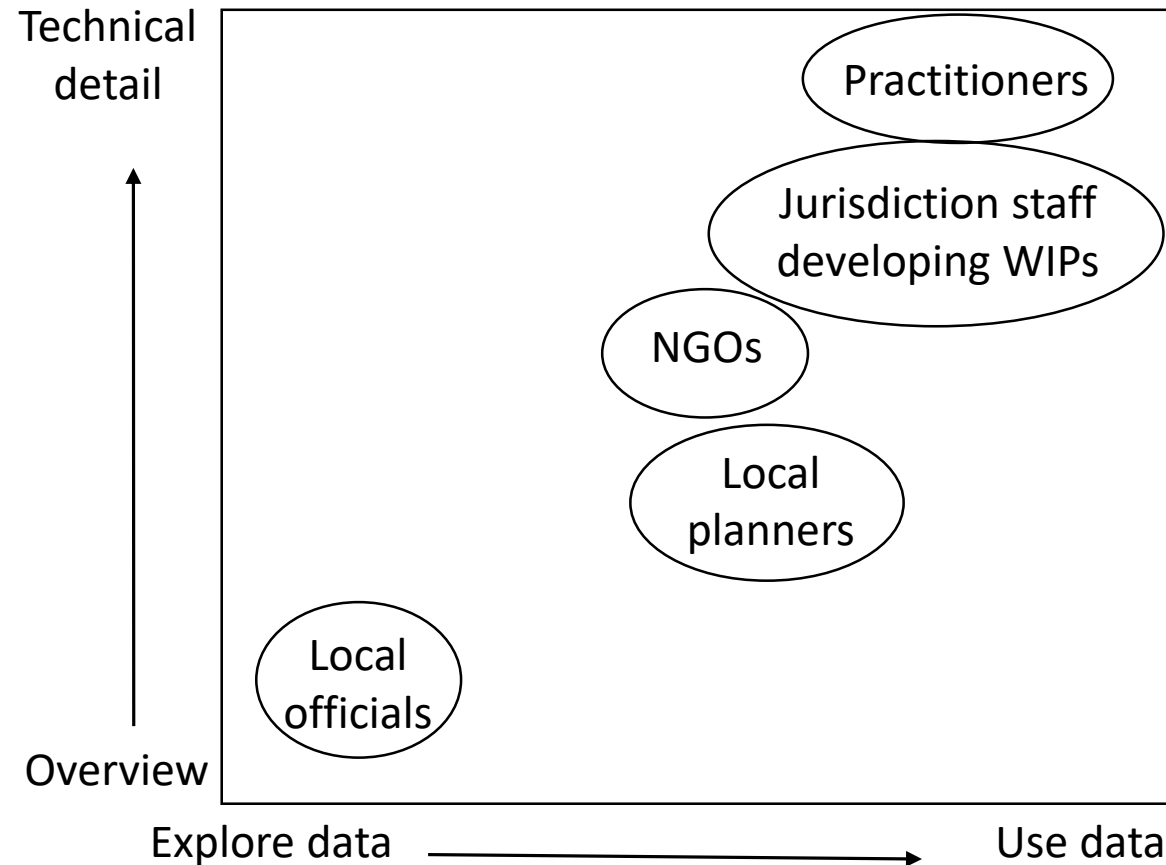 Technical
detail
Practitioners
Jurisdiction staff
developing WIPs
NGOs
Local
planners
Local
officials
Overview
Explore data
Use data